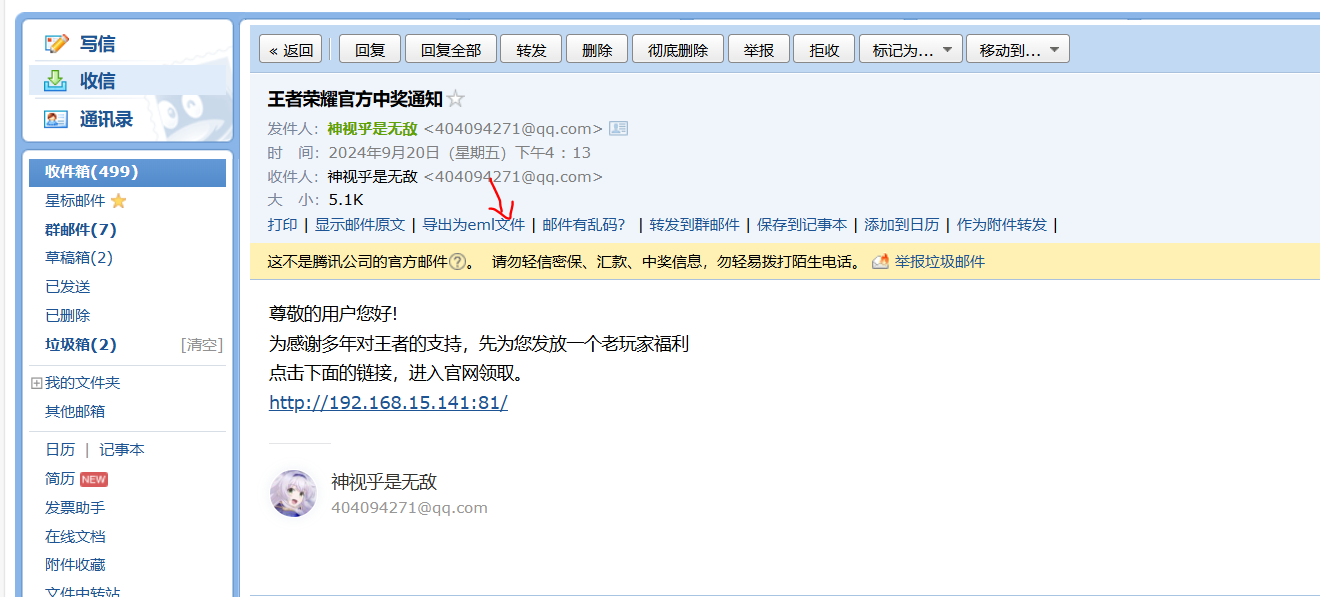 写信
收信
通讯录
收件箱(499)
星标邮件
群邮件(7)
草稿箱(2)
已发送
已删除
垃圾箱(2) [清空]
我的文件夹
其他邮箱
日历 | 记事本
简历 NEW
发票助手
在线文档
附件收藏
文件中转站
« 返回 回复 回复全部 转发 删除 彻底删除 举报 拒收 标记为... 移动到...
王者荣耀官方中奖通知
发件人: 神视乎是无敌 <404094271@qq.com>
时 间: 2024年9月20日 (星期五) 下午4:13
收件人: 神视乎是无敌 <404094271@qq.com>
大 小: 5.1K
打印 | 显示邮件原文 | 导出为eml文件 | 邮件有乱码? | 转发到群邮件 | 保存到记事本 | 添加到日历 | 作为附件转发 |
这不是腾讯公司的官方邮件?。 请勿轻信密保、汇款、中奖信息，勿轻易拨打陌生电话。 举报垃圾邮件
尊敬的用户您好!
为感谢多年对王者的支持，先为您发放一个老玩家福利
点击下面的链接，进入官网领取。
http://192.168.15.141:81/
神视乎是无敌
404094271@qq.com